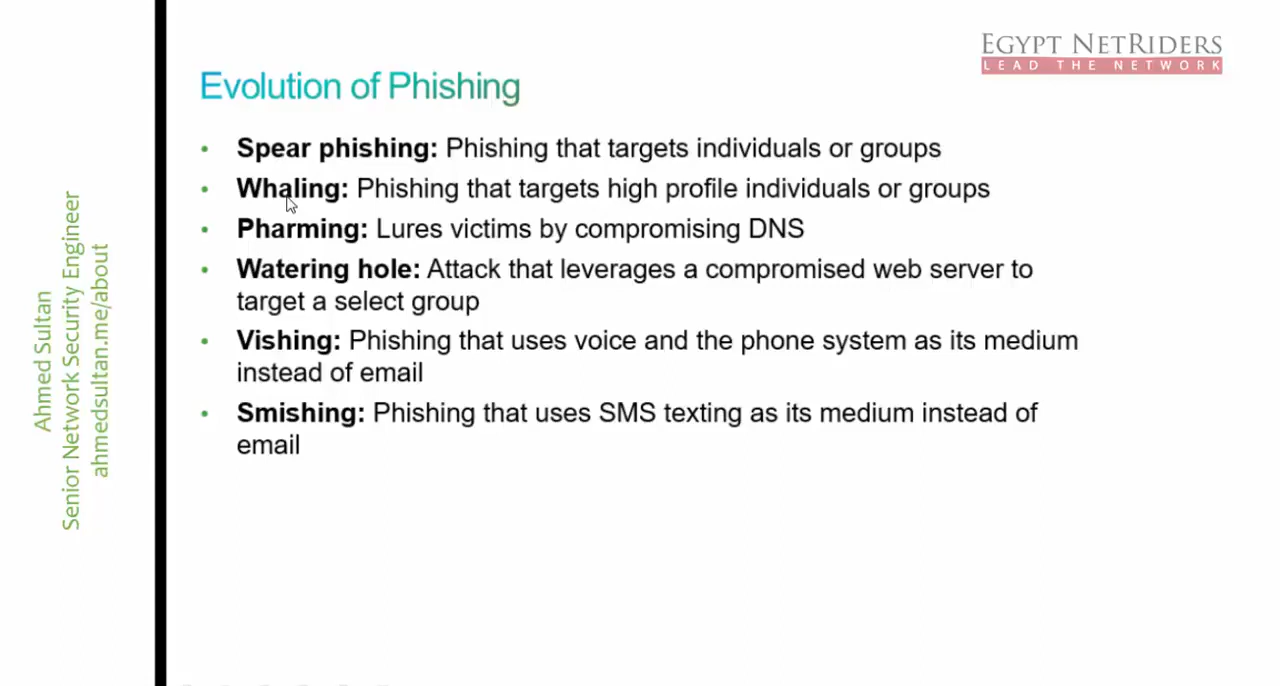 EGYPT NETRIDERS
LEAD THE NETWORK
Evolution of Phishing
• Spear phishing: Phishing that targets individuals or groups
• Whaling: Phishing that targets high profile individuals or groups
• Pharming: Lures victims by compromising DNS
• Watering hole: Attack that leverages a compromised web server to
target a select group
• Vishing: Phishing that uses voice and the phone system as its medium
instead of email
• Smishing: Phishing that uses SMS texting as its medium instead of
email
Ahmed Sultan
Senior Network Security Engineer
ahmedsultan.me/about